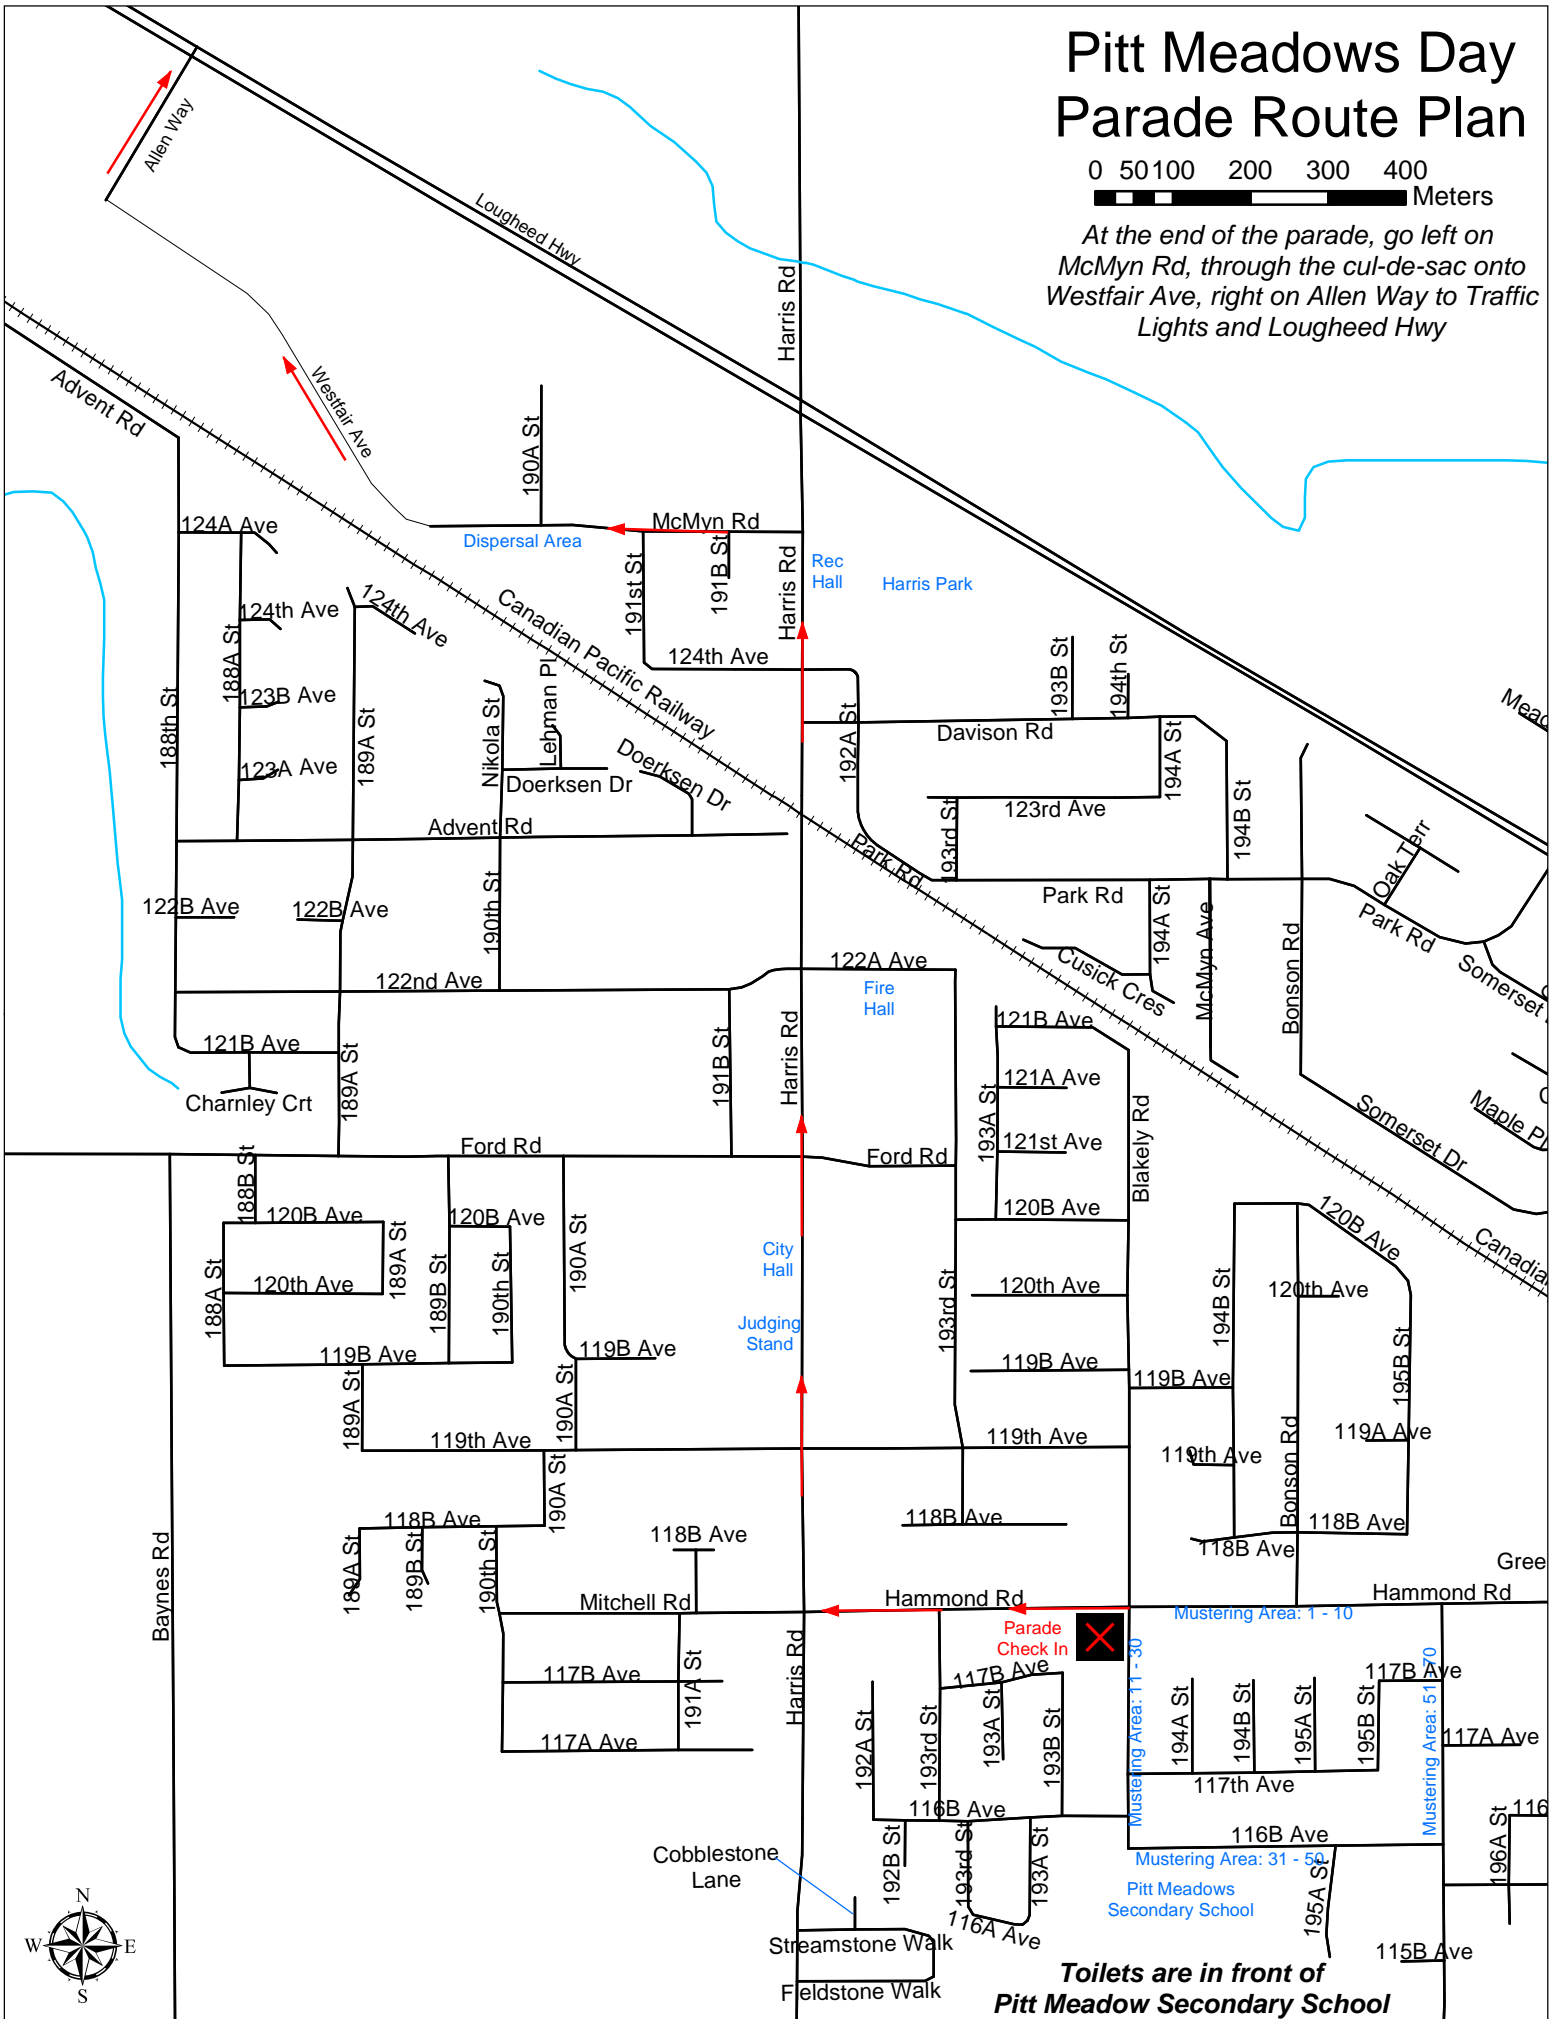 Pitt Meadows Day
Parade Route Plan
0 50 100 200 300 400
Meters
At the end of the parade, go left on
McMyn Rd, through the cul-de-sac onto
Westfair Ave, right on Allen Way to Traffic
Lights and Lougheed Hwy
Allen Way
Lougheed Hwy
Harris Rd
Advent Rd
Westfair Ave
190A St
124A Ave
McMyn Rd
Dispersal Area
191st St
191B St
Harris Rd
Rec
Hall
Harris Park
Canadian Pacific Railway
124th Ave
124th Ave
188A St
188th St
123B Ave
123A Ave
189A St
Nikola St
Lehman Pl
Doerksen Dr
Doerksen Dr
124th Ave
192A St
193B St
194th St
Davison Rd
194A St
123rd Ave
193rd St
194B St
Advent Rd
Park Rd
Park Rd
Oak Terr
Park Rd
122B Ave
122B Ave
190th St
194A St
McMyn Ave
Bonson Rd
Cusick Cres
122nd Ave
122A Ave
Fire
Hall
Harris Rd
191B St
121B Ave
189A St
Charnley Crt
121B Ave
121A Ave
193A St
121st Ave
Blakely Rd
Somerset Dr
Ford Rd
Ford Rd
188B St
120B Ave
120B Ave
190A St
120B Ave
120B Ave
188A St
120th Ave
189A St
189B St
190th St
City
Hall
193rd St
120th Ave
194B St
120th Ave
Judging
Stand
119B Ave
119B Ave
119B Ave
119B Ave
195B St
189A St
190A St
119th Ave
119th Ave
119th Ave
119A Ave
Bonson Rd
190A St
118B Ave
118B Ave
118B Ave
118B Ave
118B Ave
Baynes Rd
189A St
189B St
190th St
Mitchell Rd
Hammond Rd
Hammond Rd
Mustering Area: 1 - 10
Parade
Check In
Mustering Area: 11 - 30
Mustering Area: 51 - 70
Harris Rd
117B Ave
191A St
117A Ave
117B Ave
192A St
193rd St
193A St
193B St
194A St
194B St
195A St
195B St
117B Ave
117A Ave
117th Ave
116B Ave
116B Ave
Mustering Area: 31 - 50
192B St
193rd St
193A St
116A Ave
195A St
196A St
Cobblestone
Lane
Pitt Meadows
Secondary School
Streamstone Walk
Fieldstone Walk
115B Ave
N
W E
S
Toilets are in front of
Pitt Meadow Secondary School